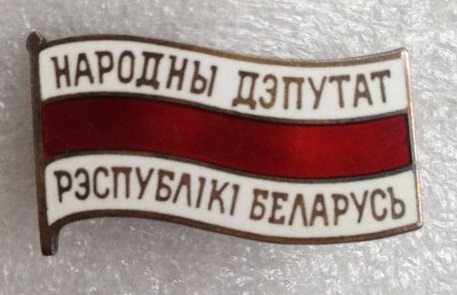 НАРОДНЫ ДЭПУТАТ
РЭСПУБЛІКІ БЕЛАРУСЬ